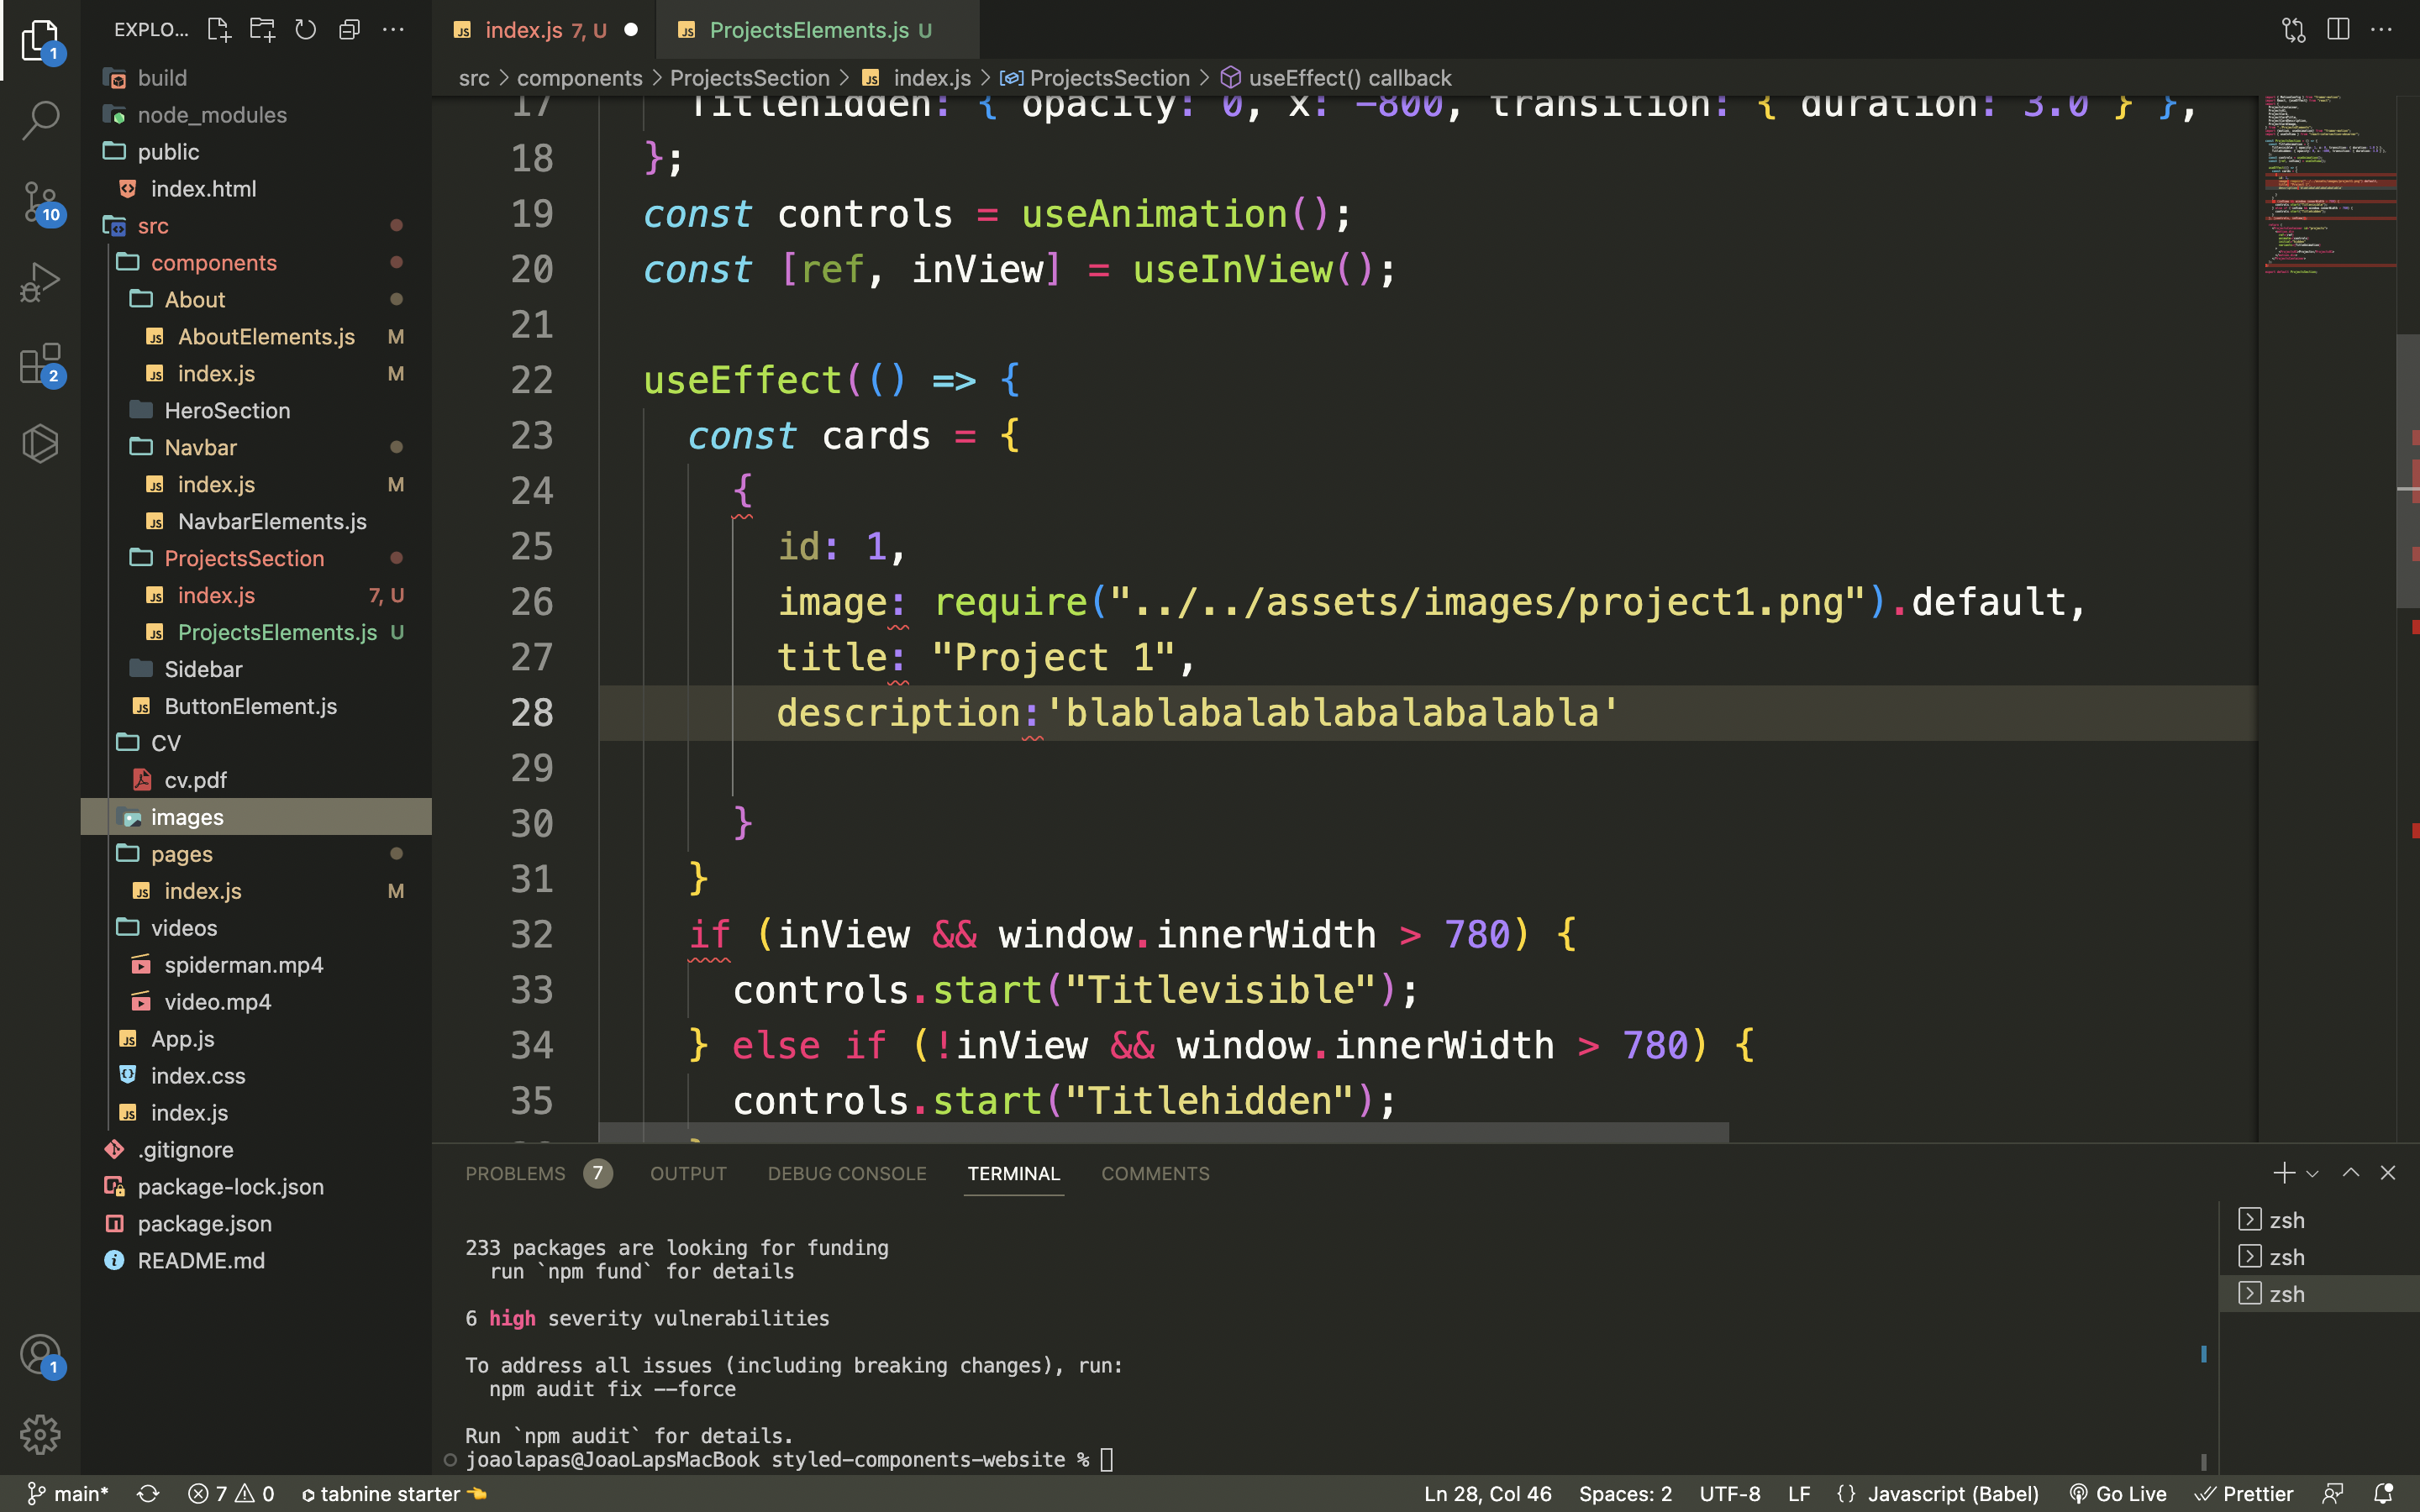 EXPLO...
index.js 7, U
ProjectsElements.js U
src > components > ProjectsSection > index.js > ProjectsSection > useEffect() callback
1
10
2
1
build
node_modules
public
index.html
src
components
About
AboutElements.js M
index.js M
HeroSection
Navbar
index.js M
NavbarElements.js
ProjectsSection
index.js 7, U
ProjectsElements.js U
Sidebar
ButtonElement.js
CV
cv.pdf
images
pages
index.js M
videos
spiderman.mp4
video.mp4
App.js
index.css
index.js
.gitignore
package-lock.json
package.json
README.md
17 Titlehidden: { opacity: 0, x: -800, transition: { duration: 3.0 } },
18 };
19 const controls = useAnimation();
20 const [ref, inView] = useInView();
21
22 useEffect(() => {
23 const cards = {
24 {
25 id: 1,
26 image: require("../../assets/images/project1.png").default,
27 title: "Project 1",
28 description:'blablabalablabalabalabla'
29
30 }
31 }
32 if (inView && window.innerWidth > 780) {
33 controls.start("Titlevisible");
34 } else if (!inView && window.innerWidth > 780) {
35 controls.start("Titlehidden");
PROBLEMS 7 OUTPUT DEBUG CONSOLE TERMINAL COMMENTS
233 packages are looking for funding
run `npm fund` for details
6 high severity vulnerabilities
To address all issues (including breaking changes), run:
npm audit fix --force
Run `npm audit` for details.
joaolapas@JoaoLapsMacBook styled-components-website %
zsh
zsh
zsh
main* 7 0 tabnine starter Ln 28, Col 46 Spaces: 2 UTF-8 LF {} Javascript (Babel) Go Live Prettier